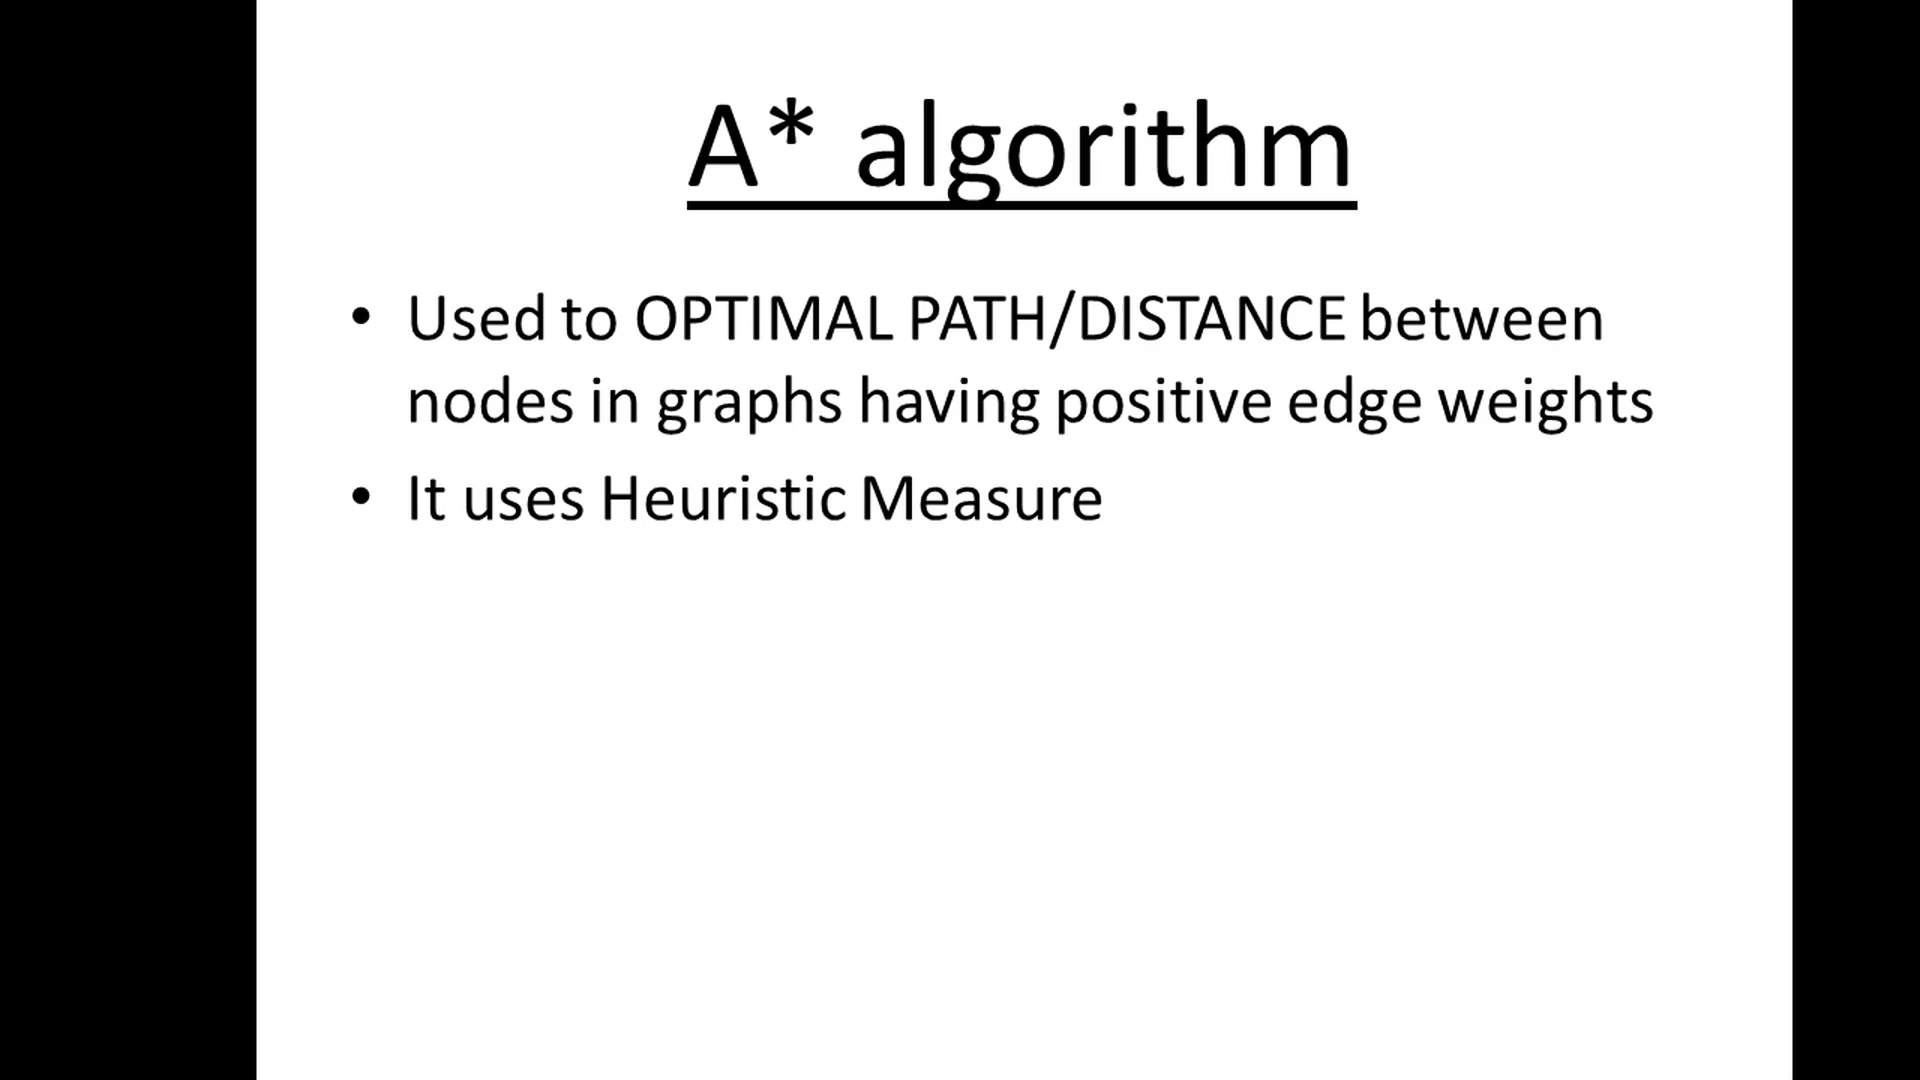 A* algorithm
• Used to OPTIMAL PATH/DISTANCE between
nodes in graphs having positive edge weights
• It uses Heuristic Measure